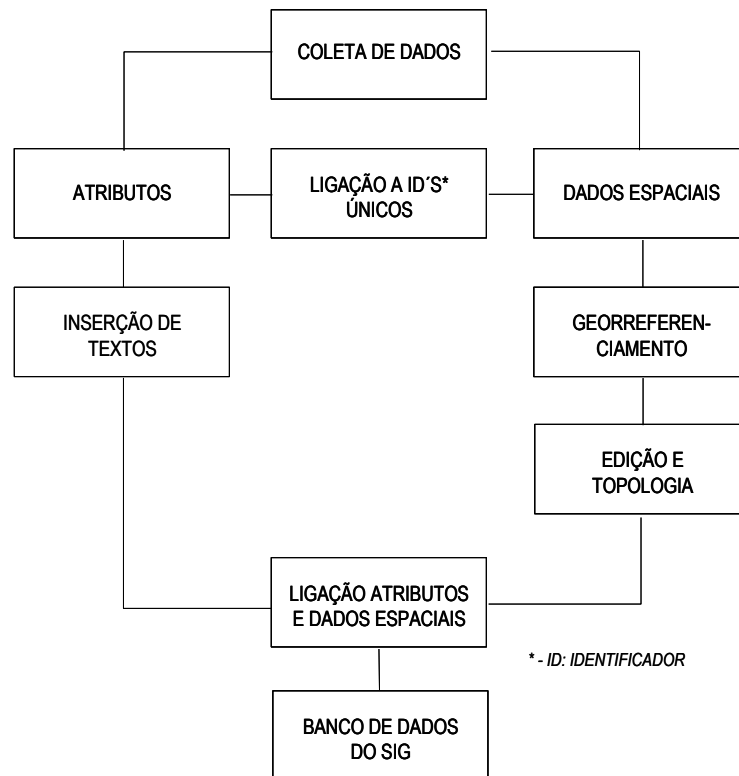 COLETA DE DADOS
ATRIBUTOS
LIGAÇÃO A ID´S*
ÚNICOS
DADOS ESPACIAIS
INSERÇÃO DE
TEXTOS
GEORREFEREN-
CIAMENTO
EDIÇÃO E
TOPOLOGIA
LIGAÇÃO ATRIBUTOS
E DADOS ESPACIAIS
* - ID: IDENTIFICADOR
BANCO DE DADOS
DO SIG